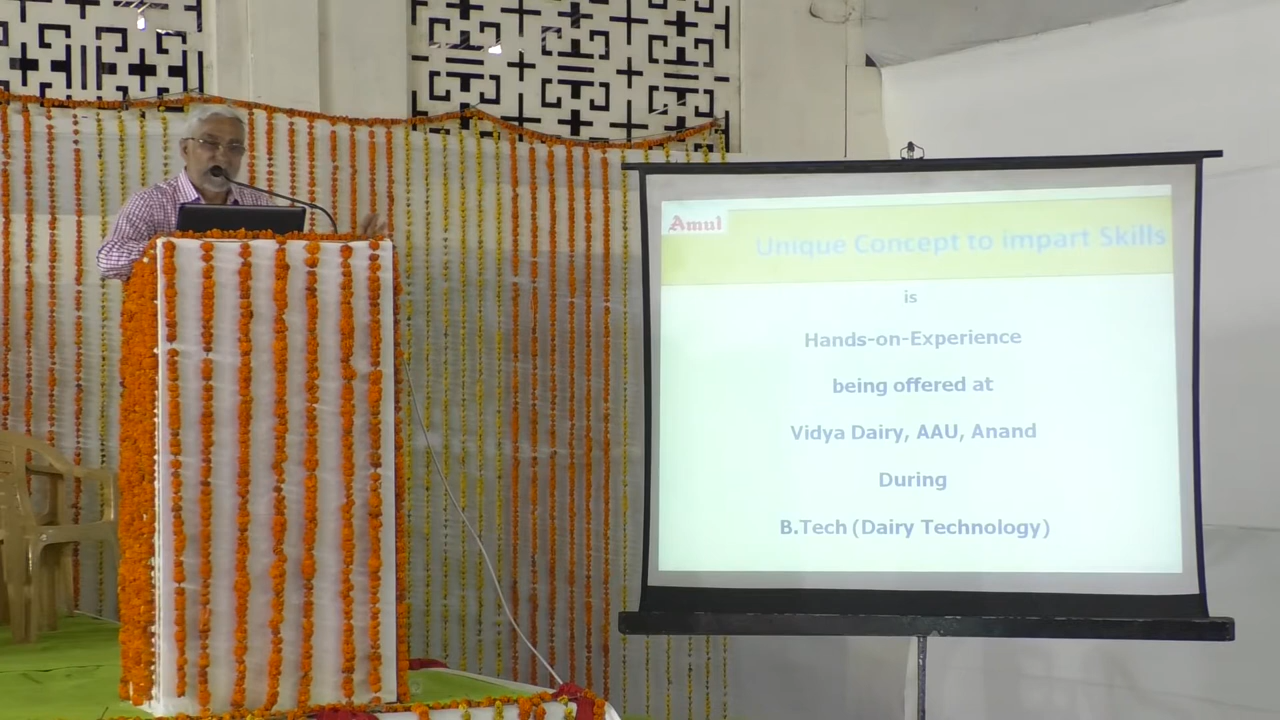 Amul
Unique Concept to impart Skills
is
Hands-on-Experience
being offered at
Vidya Dairy, AAU, Anand
During
B.Tech (Dairy Technology)